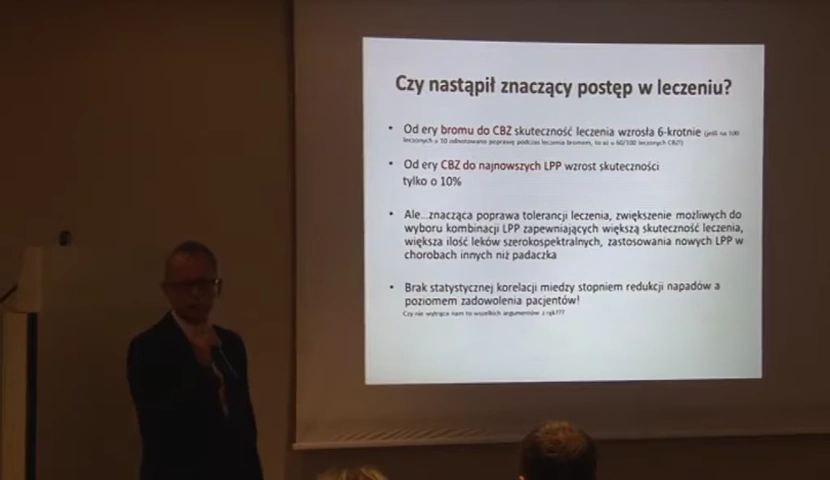 Czy nastąpił znaczący postęp w leczeniu?
• Od ery bromu do CBZ skuteczność leczenia wzrosła 6-krotnie (jeśli na 100
leczonych u 10 odnotowano poprawę podczas leczenia bromem, to aż u 60/100 leczonych CBZ!)
• Od ery CBZ do najnowszych LPP wzrost skuteczności
tylko o 10%
• Ale...znacząca poprawa tolerancji leczenia, zwiększenie możliwych do
wyboru kombinacji LPP zapewniających większą skuteczność leczenia,
większa ilość leków szerokospektralnych, zastosowania nowych LPP w
chorobach innych niż padaczka
• Brak statystycznej korelacji miedzy stopniem redukcji napadów a
poziomem zadowolenia pacjentów!
Czy nie wytrąca nam to wszelkich argumentów z rąk???